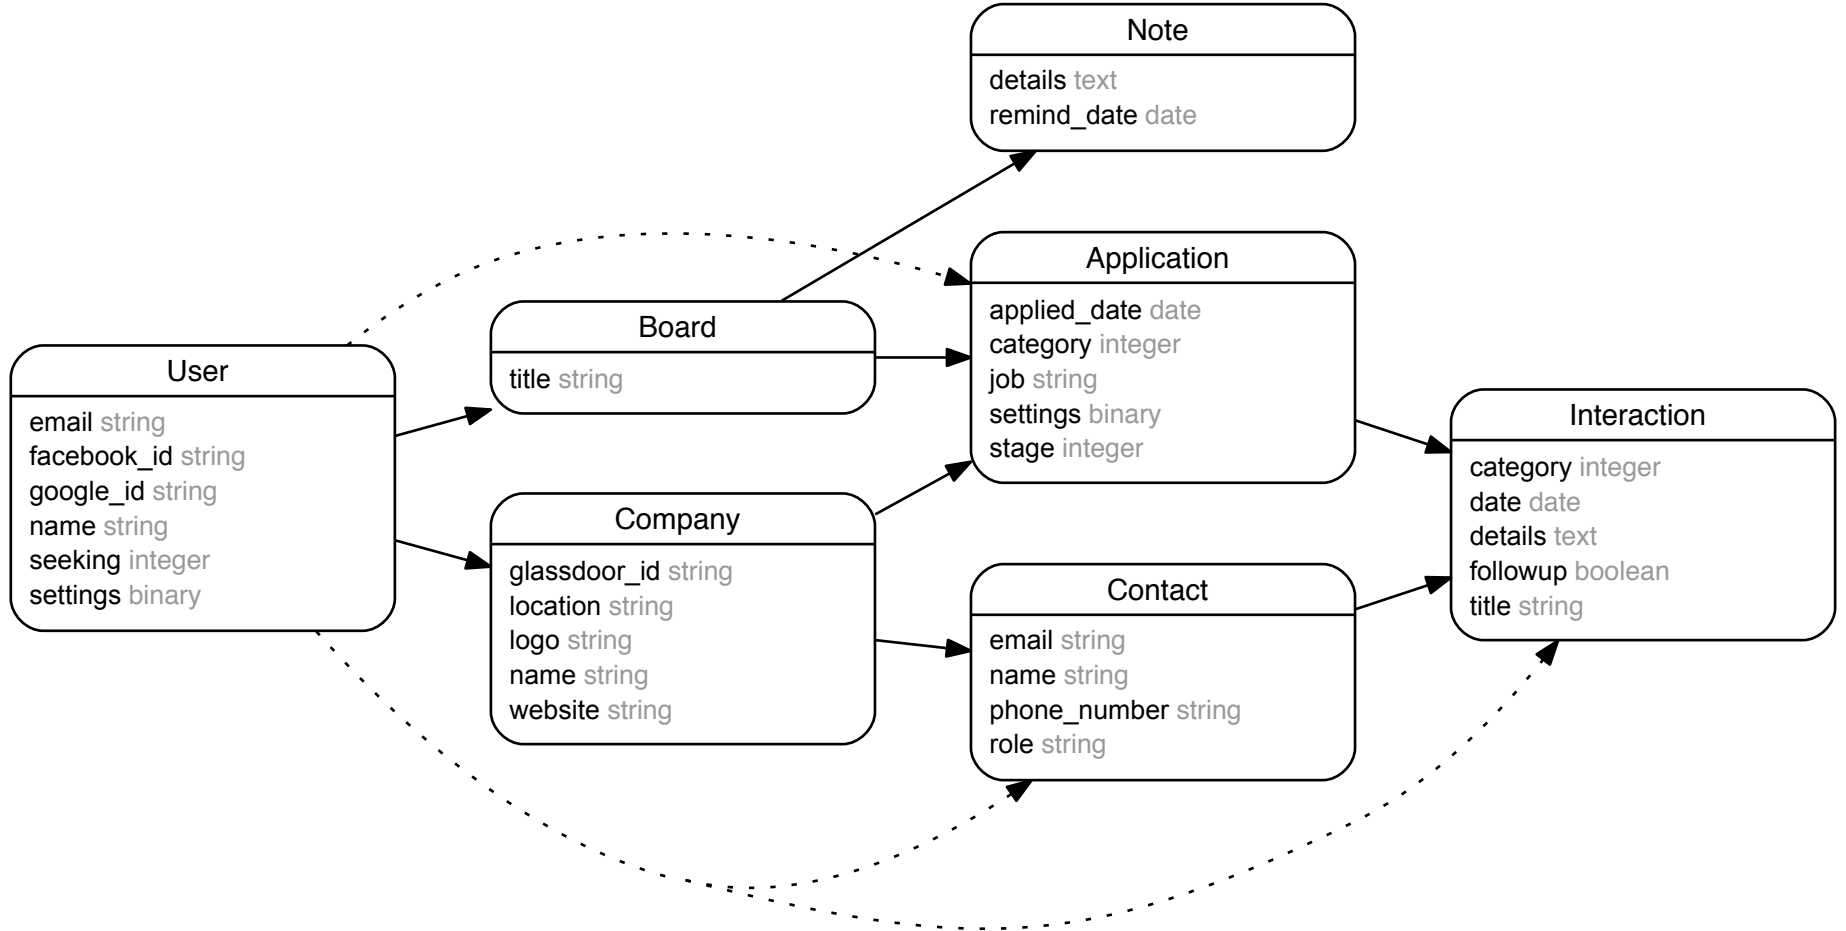 Note
details text
remind_date date
Application
applied_date date
category integer
job string
settings binary
stage integer
Board
title string
User
email string
facebook_id string
google_id string
name string
seeking integer
settings binary
Company
glassdoor_id string
location string
logo string
name string
website string
Contact
email string
name string
phone_number string
role string
Interaction
category integer
date date
details text
followup boolean
title string